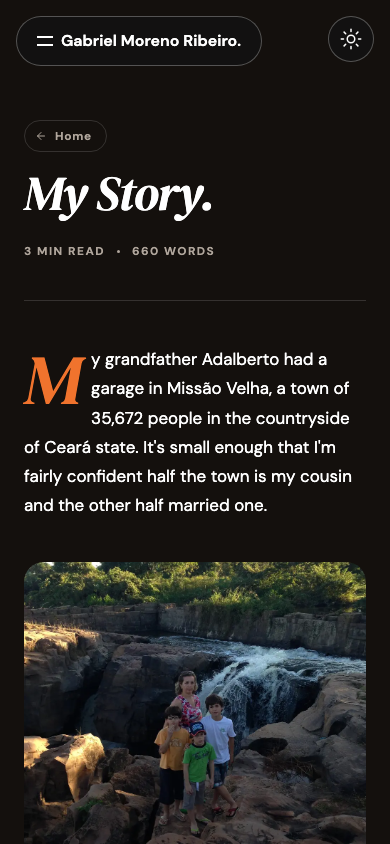 Gabriel Moreno Ribeiro.
← Home
My Story.
3 MIN READ • 660 WORDS
My grandfather Adalberto had a
garage in Missão Velha, a town of
35,672 people in the countryside
of Ceará state. It's small enough that I'm
fairly confident half the town is my cousin
and the other half married one.